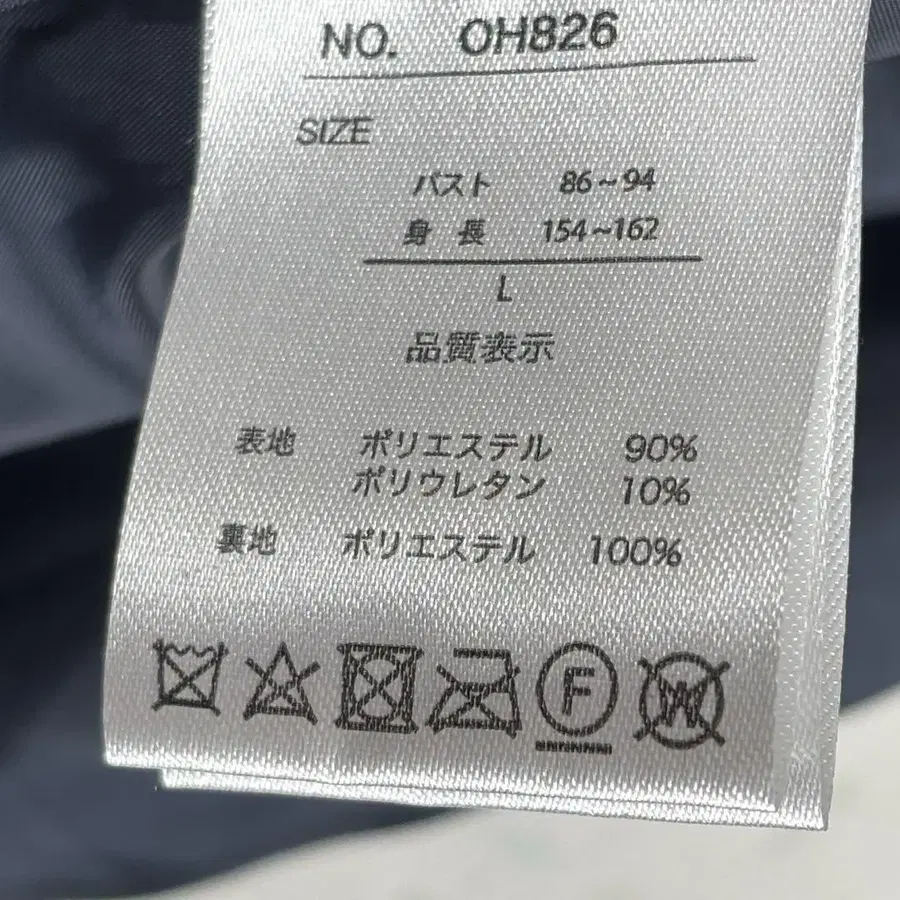 NO. OH826
SIZE
バスト 86~94
身長 154~162
L
品質表示
表地 ポリエステル 90%
ポリウレタン 10%
裏地 ポリエステル 100%
F W